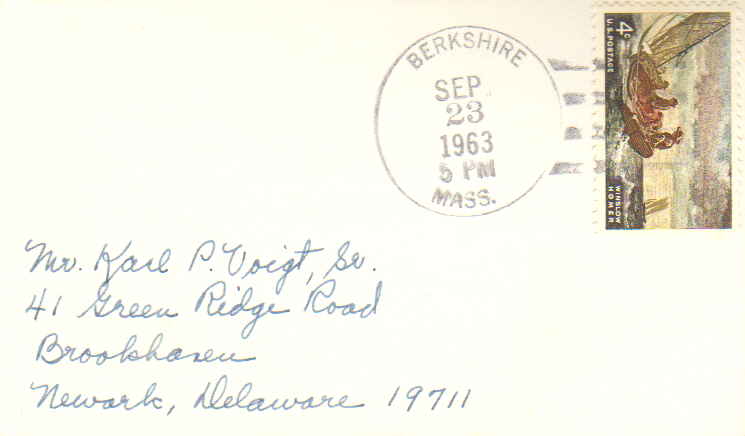 BERKSHIRE
SEP.
23
1963
5 PM
MASS.
4c
U.S. POSTAGE
WINSLOW
HOMER
Mr. Karl P. Voigt, Sr.
41 Green Ridge Road
Brookhaven
Newark, Delaware 19711